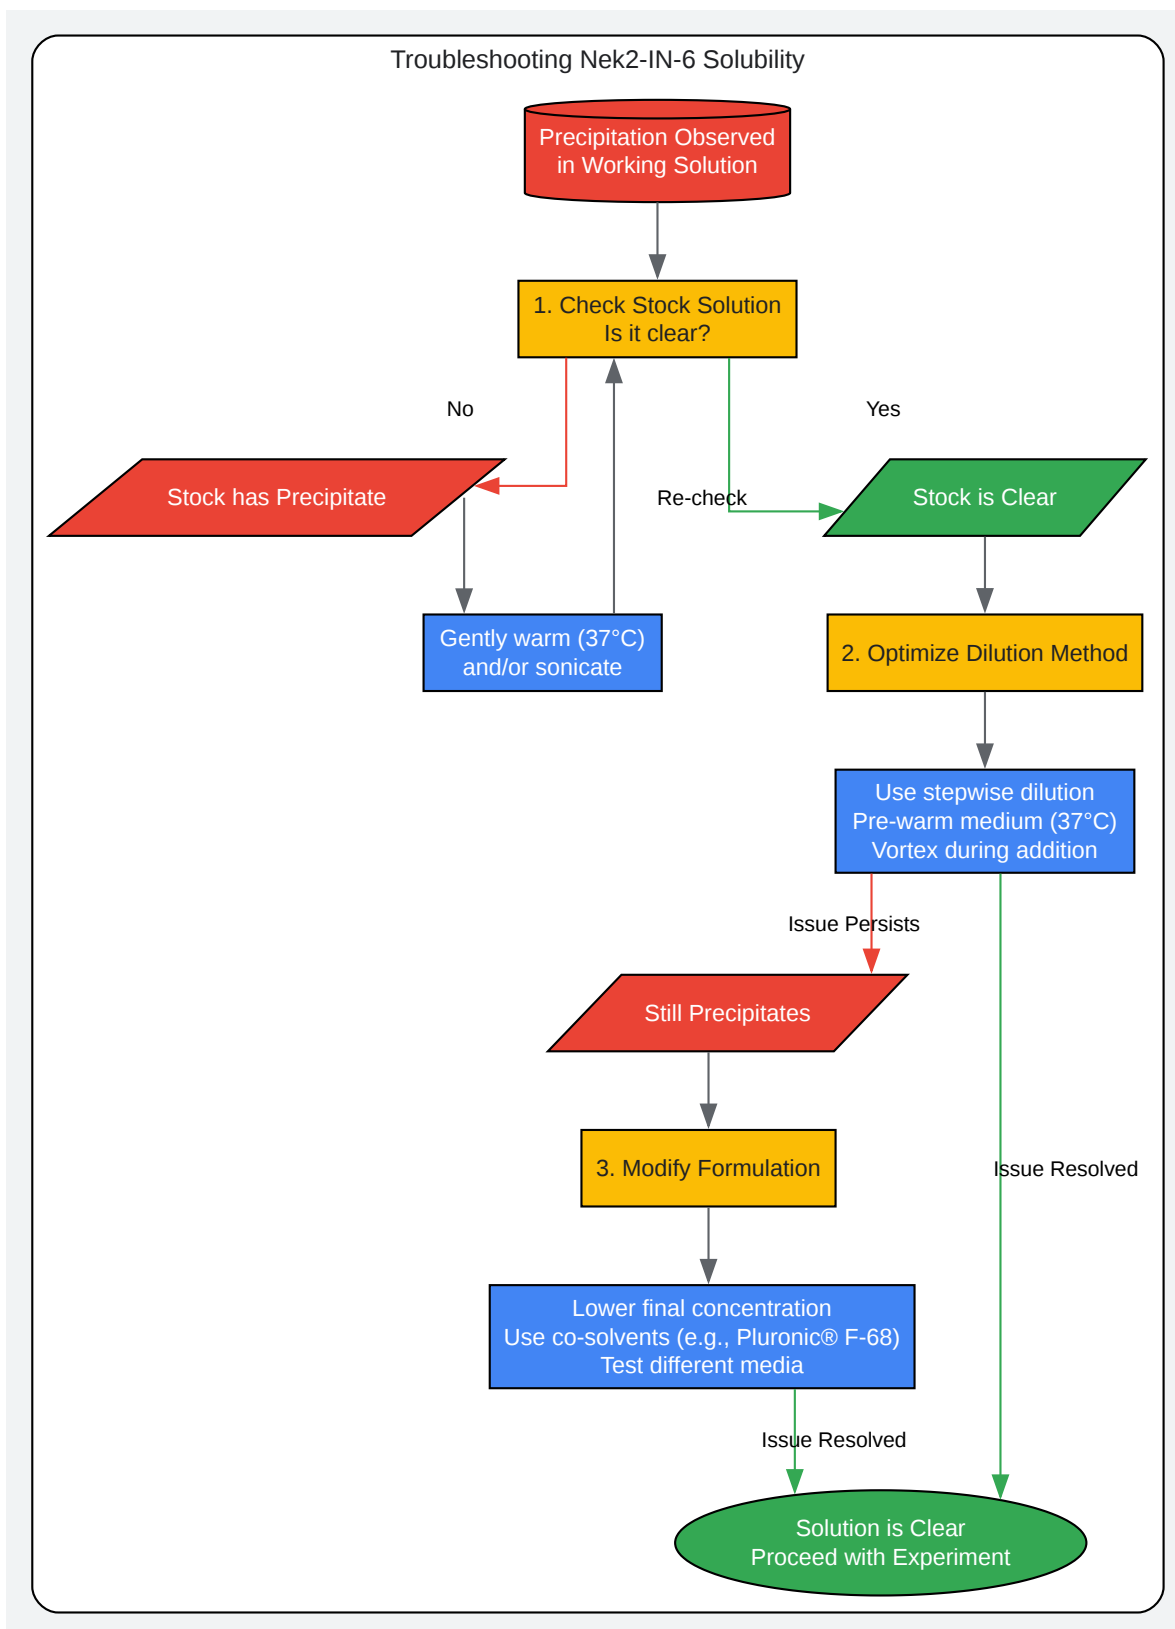 Troubleshooting Nek2-IN-6 Solubility
Precipitation Observed
in Working Solution
1. Check Stock Solution
Is it clear?
No
Yes
Stock has Precipitate
Re-check
Stock is Clear
Gently warm (37°C)
and/or sonicate
2. Optimize Dilution Method
Use stepwise dilution
Pre-warm medium (37°C)
Vortex during addition
Issue Persists
Still Precipitates
3. Modify Formulation
Issue Resolved
Lower final concentration
Use co-solvents (e.g., Pluronic® F-68)
Test different media
Issue Resolved
Solution is Clear
Proceed with Experiment